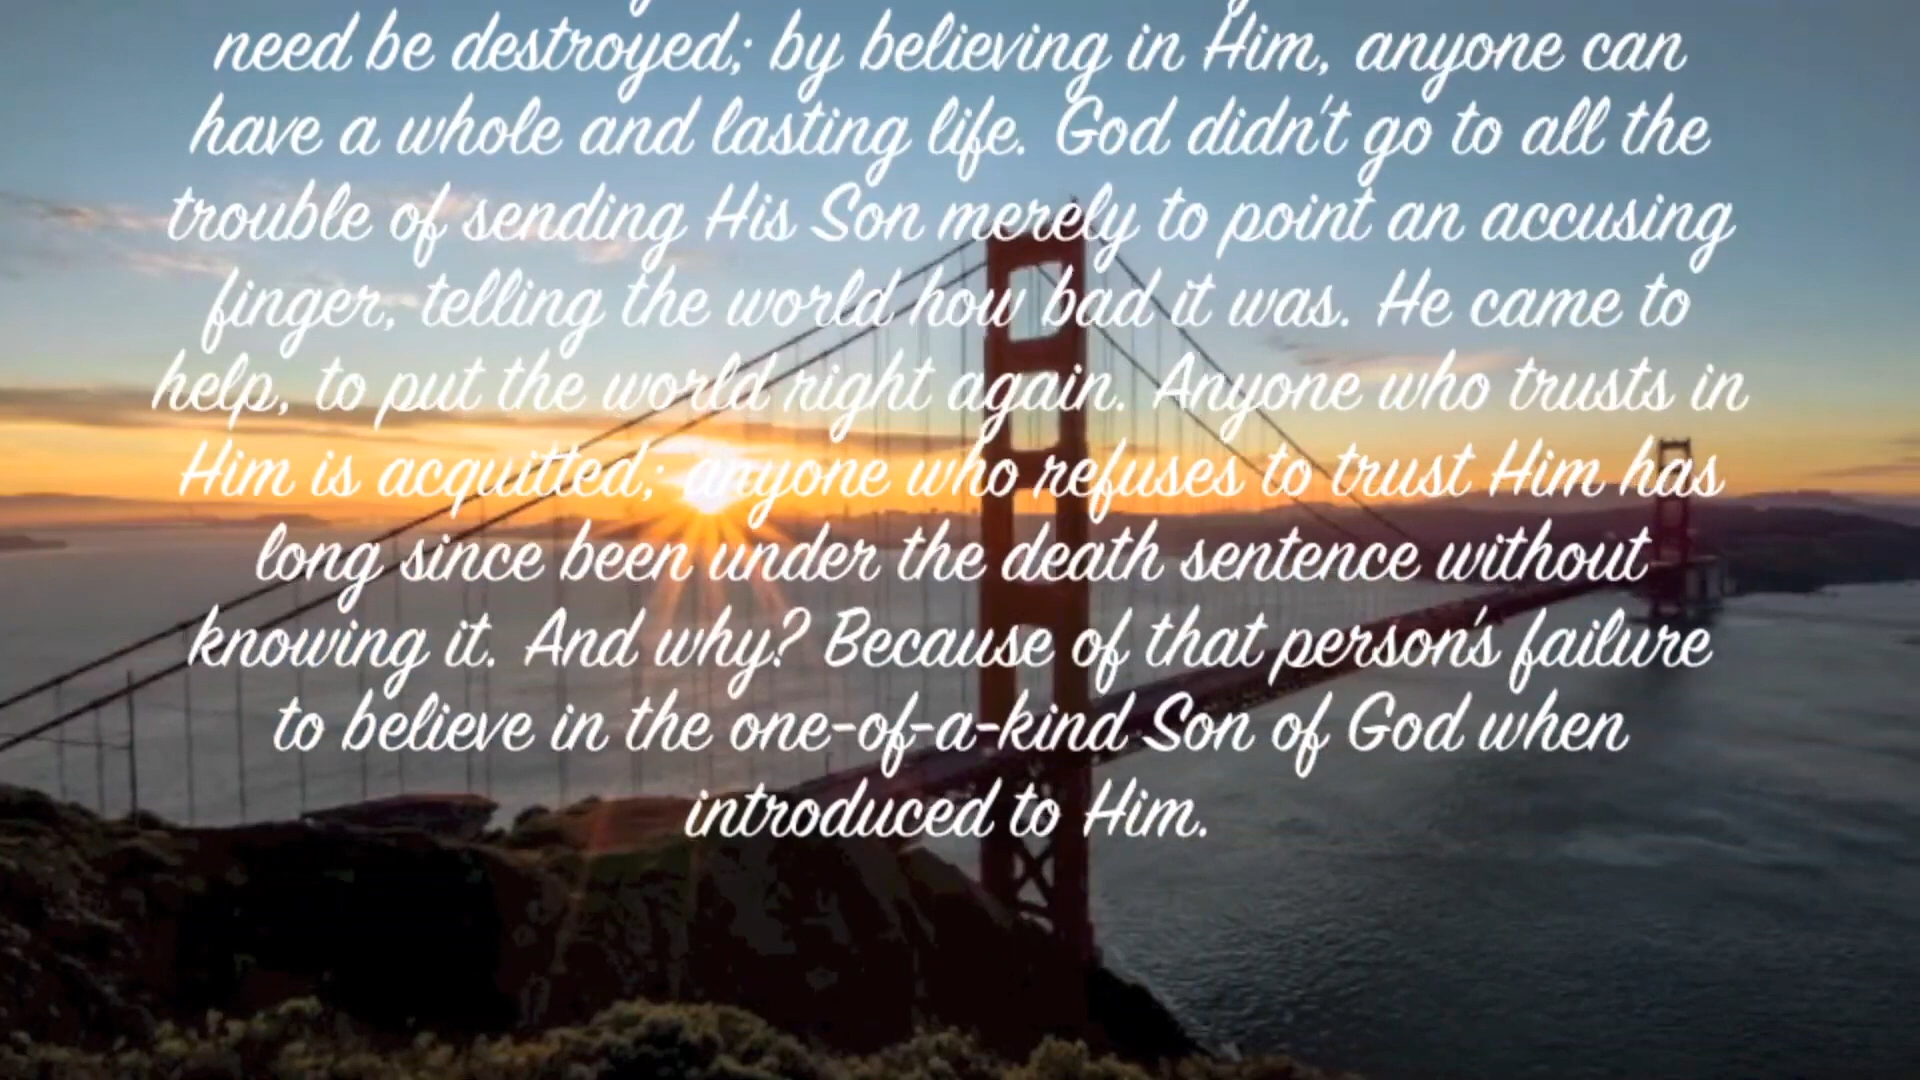 need be destroyed; by believing in Him, anyone can
have a whole and lasting life. God didn't go to all the
trouble of sending His Son merely to point an accusing
finger, telling the world how bad it was. He came to
help, to put the world right again. Anyone who trusts in
Him is acquitted; anyone who refuses to trust Him has
long since been under the death sentence without
knowing it. And why? Because of that person's failure
to believe in the one-of-a-kind Son of God when
introduced to Him.